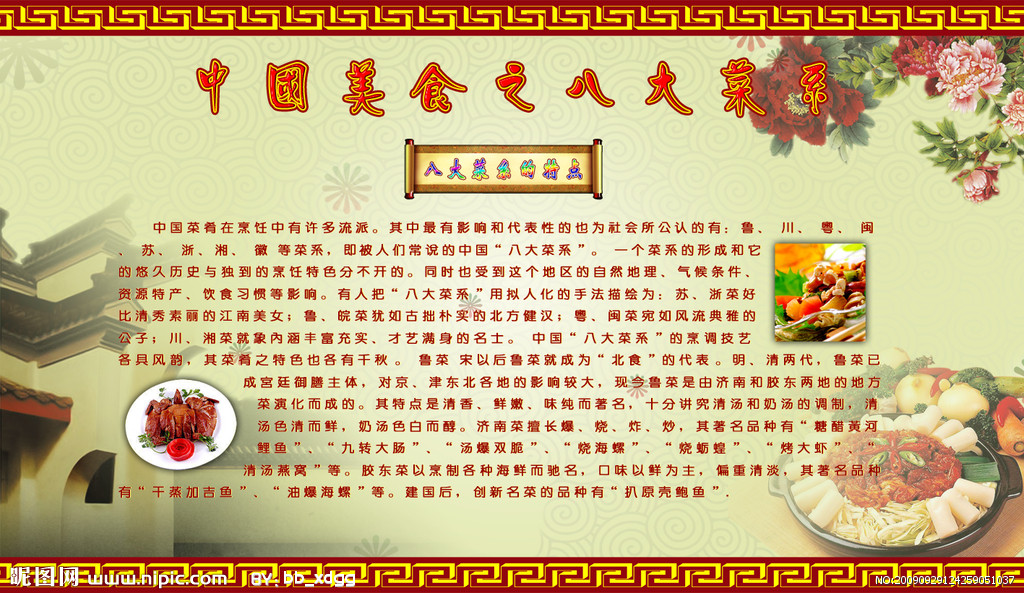 中國美食之八大菜系
八大菜系的特点
中国菜肴在烹饪中有许多流派。其中最有影响和代表性的也为社会所公认的有：鲁、 川、 粤、 闽
、苏、 浙、湘、 徽 等菜系，即被人们常说的中国“八大菜系”。 一个菜系的形成和它
的悠久历史与独到的烹饪特色分不开的。同时也受到这个地区的自然地理、气候条件、
资源特产、饮食习惯等影响。有人把“八大菜系”用拟人化的手法描绘为：苏、浙菜好
比清秀素丽的江南美女；鲁、皖菜犹如古拙朴实的北方健汉；粤、闽菜宛如风流典雅的
公子；川、湘菜就象内涵丰富充实、才艺满身的名士。 中国“八大菜系”的烹调技艺
各具风韵，其菜肴之特色也各有千秋 。 鲁菜 宋以后鲁菜就成为“北食”的代表。明、清两代，鲁菜已
成宫廷御膳主体，对京、津东北各地的影响较大，现今鲁菜是由济南和胶东两地的地方
菜演化而成的。其特点是清香、鲜嫩、味纯而著名，十分讲究清汤和奶汤的调制，清
汤色清而鲜，奶汤色白而醇。济南菜擅长爆、烧、炸、炒，其著名品种有“糖醋黄河
鲤鱼”、“九转大肠”、“汤爆双脆”、“烧海螺”、“烧蛎蝗”、“烤大虾”、“
清汤燕窝”等。胶东菜以烹制各种海鲜而驰名，口味以鲜为主，偏重清淡，其著名品种
有“干蒸加吉鱼”、“油爆海螺”等。建国后，创新名菜的品种有“扒原壳鲍鱼”.
昵图网 www.nipic.com BY:bb_xdgg
NO:20090929124259051037